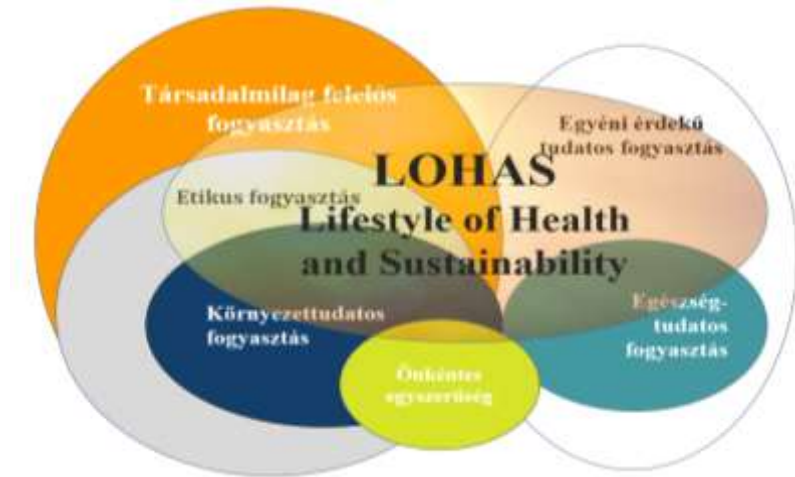 Társadalmilag felelős
fogyasztás
Egyéni érdekű
tudatos fogyasztás
LOHAS
Lifestyle of Health
and Sustainability
Etikus fogyasztás
Környezettudatos
fogyasztás
Egészség-
tudatos
fogyasztás
Önkéntes
egyszerűség